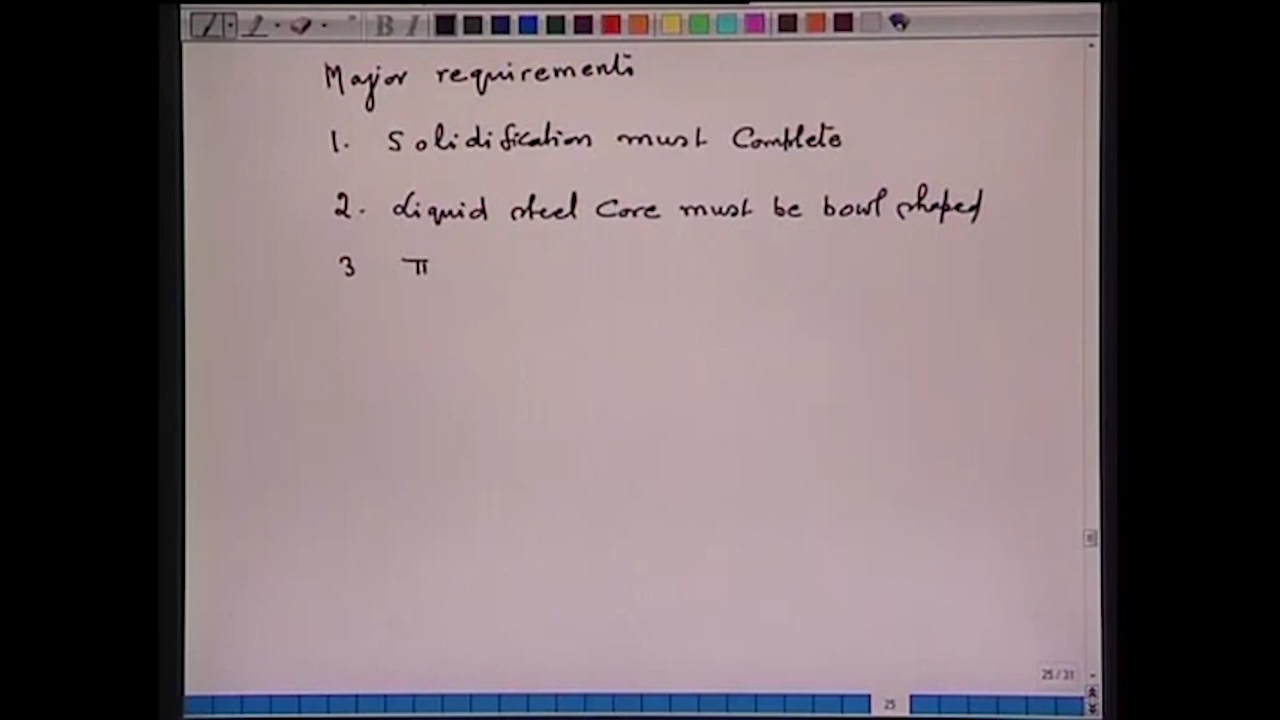 B I
Major requirements
1. Solidification must Complete
2. Liquid steel Core must be bowl shaped
3
25/31
25